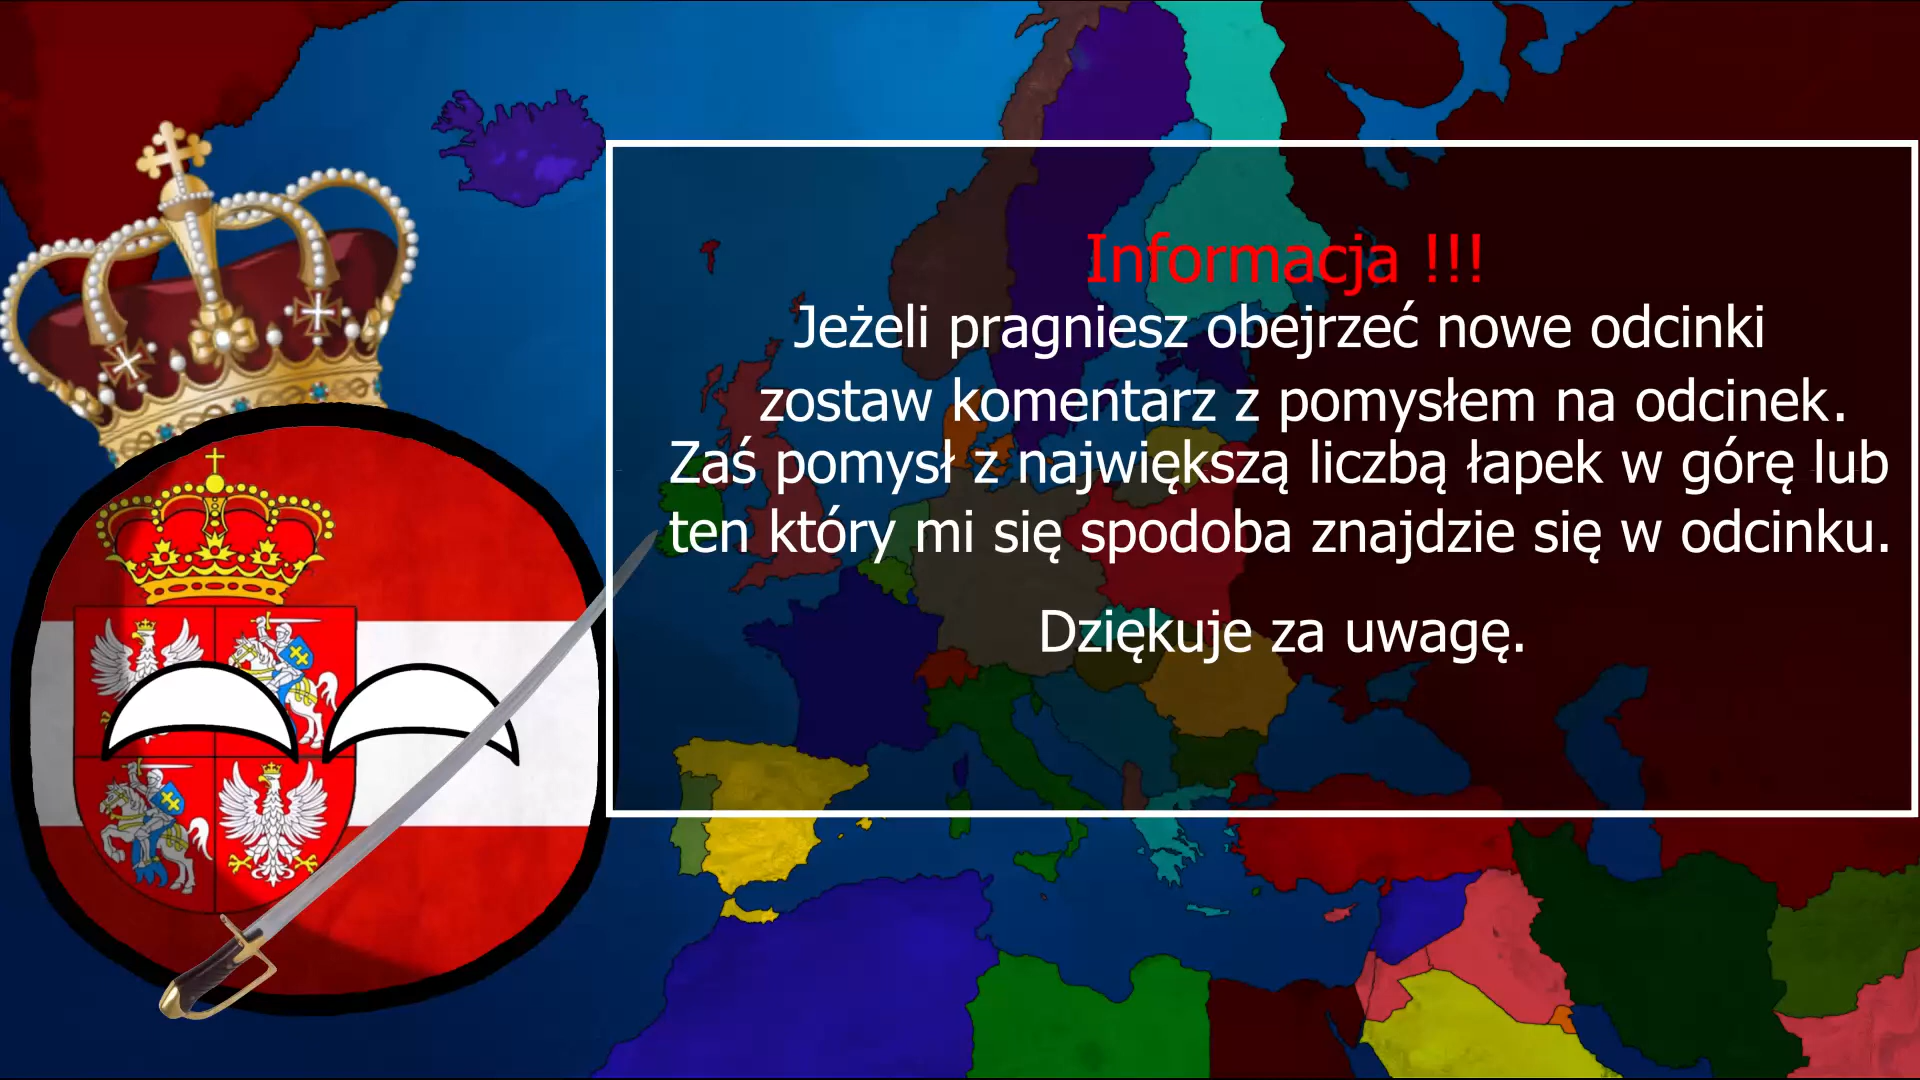 Informacja !!!
Jeżeli pragniesz obejrzeć nowe odcinki
zostaw komentarz z pomysłem na odcinek.
Zaś pomysł z największą liczbą łapek w górę lub
ten który mi się spodoba znajdzie się w odcinku.
Dziękuje za uwagę.